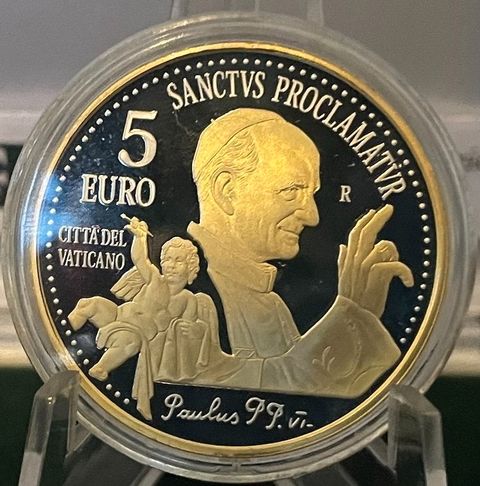 SANCTVS PROCLAMATVR
5
EURO
CITTÀ DEL
VATICANO
R
Paulus PP. VI